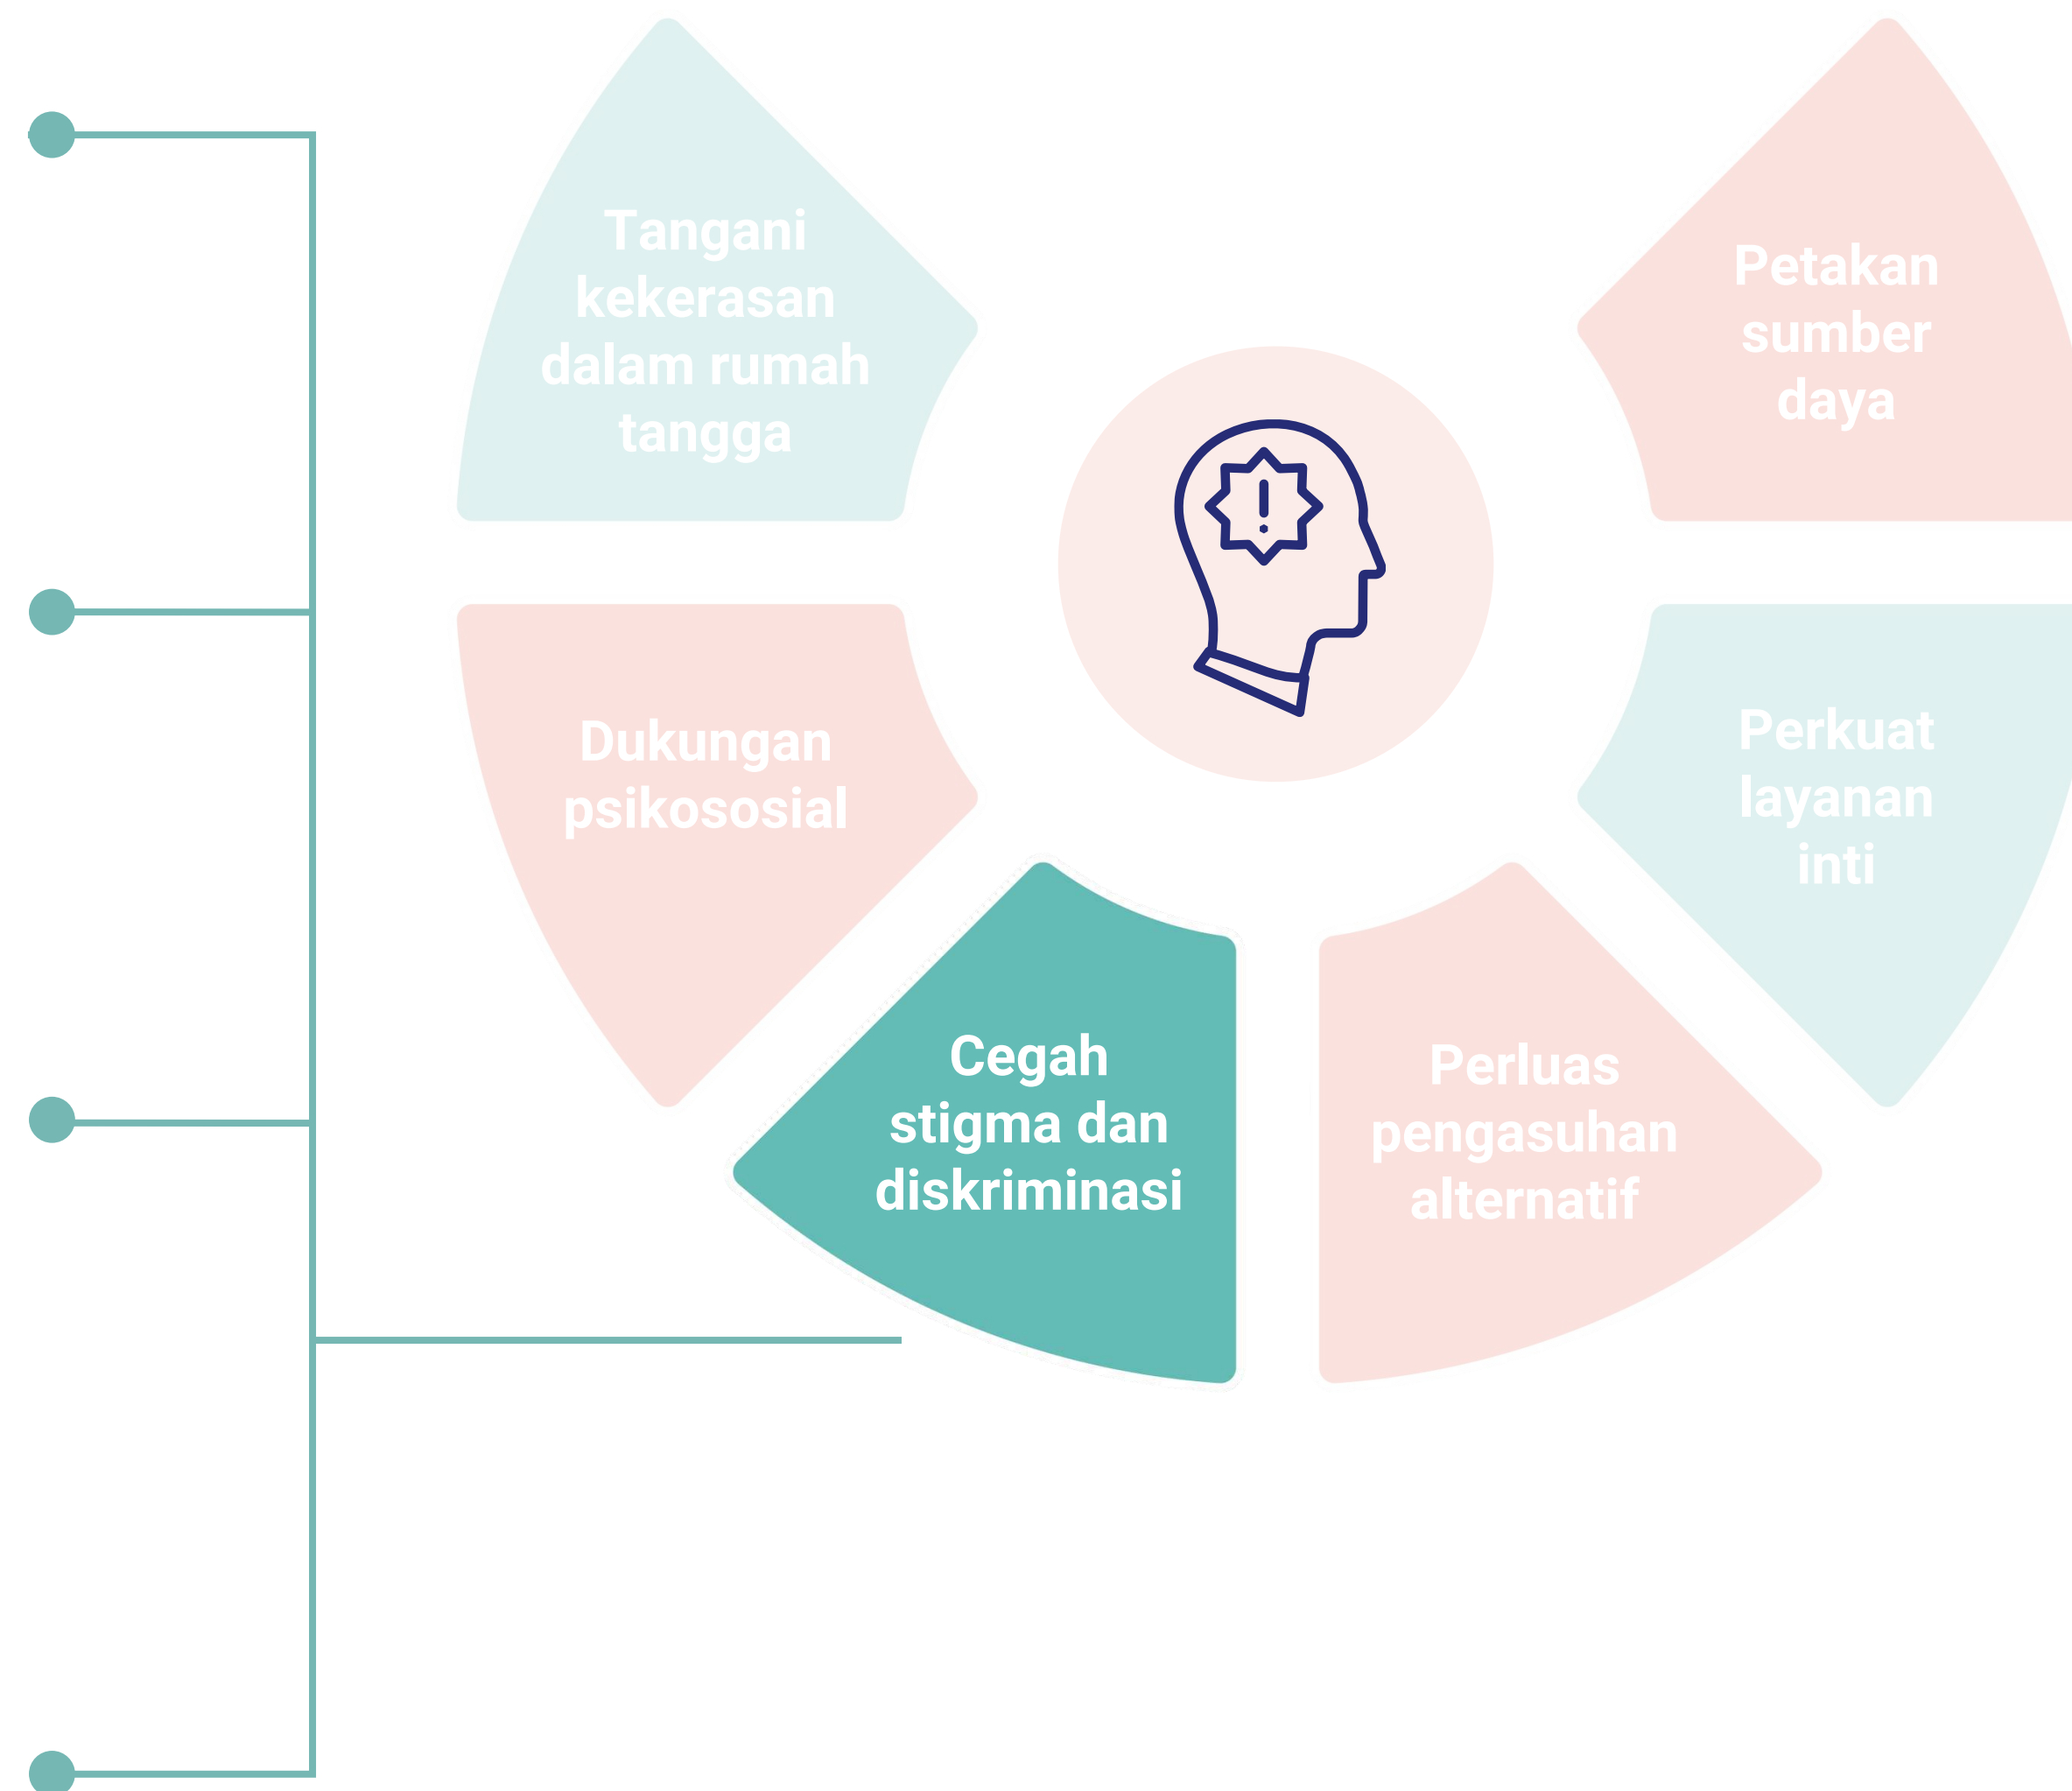 Tangani
kekerasan
dalam rumah
tangga
Petakan
sumber
daya
Dukungan
psikososial
Perkuat
layanan
inti
Cegah
stigma dan
diskriminasi
Perluas
pengasuhan
alternatif